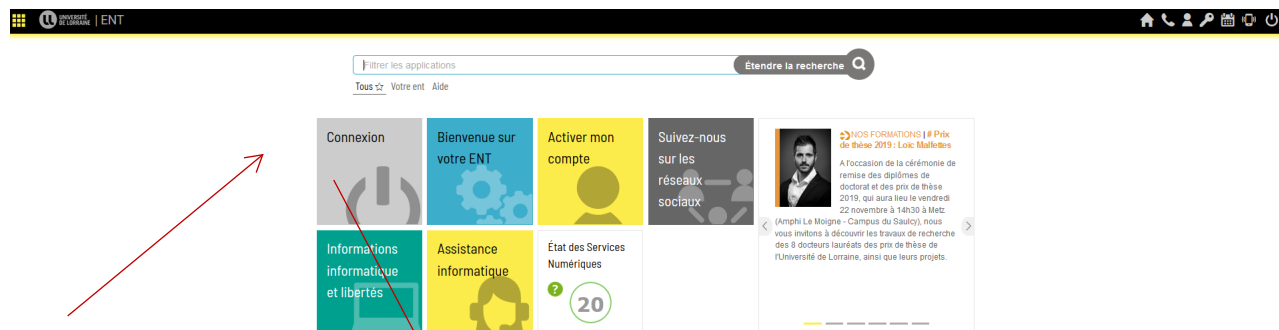 UNIVERSITÉ
DE LORRAINE | ENT
Filtrer les applications
Étendre la recherche
Tous Votre ent Aide
Connexion
Bienvenue sur
votre ENT
Activer mon
compte
Suivez-nous
sur les
réseaux
sociaux
NOS FORMATIONS | # Prix
de thèse 2019 : Loïc Malfettes
A l'occasion de la cérémonie de
remise des diplômes de
doctorat et des prix de thèse
2019, qui aura lieu le vendredi
22 novembre à 14h30 à Metz
(Amphi Le Moigne - Campus du Saulcy), nous
vous invitons à découvrir les travaux de recherche
des 8 docteurs lauréats des prix de thèse de
l'Université de Lorraine, ainsi que leurs projets.
Informations
informatique
et libertés
Assistance
informatique
État des Services
Numériques
?
20